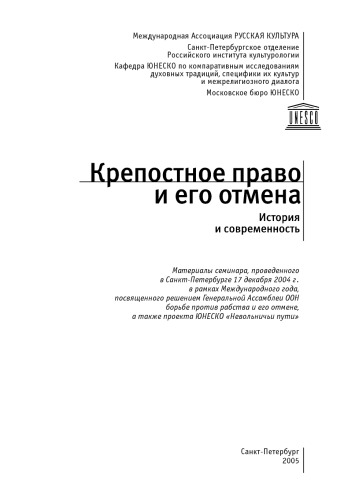 Международная Ассоциация РУССКАЯ КУЛЬТУРА
Санкт-Петербургское отделение
Российского института культурологии
Кафедра ЮНЕСКО по компаративным исследованиям
духовных традиций, специфики их культур
и межрелигиозного диалога
Московское бюро ЮНЕСКО
UNESCO
Крепостное право
и его отмена
История
и современность
Материалы семинара, проведенного
в Санкт-Петербурге 17 декабря 2004 г.
в рамках Международного года,
посвященного решением Генеральной Ассамблеи ООН
борьбе против рабства и его отмене,
а также проекта ЮНЕСКО «Невольничьи пути»
Санкт-Петербург
2005